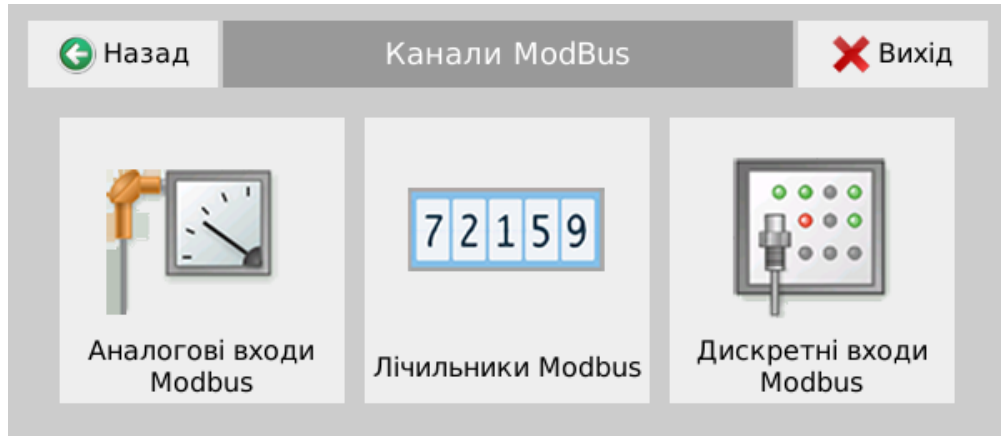 Назад
Канали ModBus
Вихід
72159
Аналогові входи
Modbus
Лічильники Modbus
Дискретні входи
Modbus